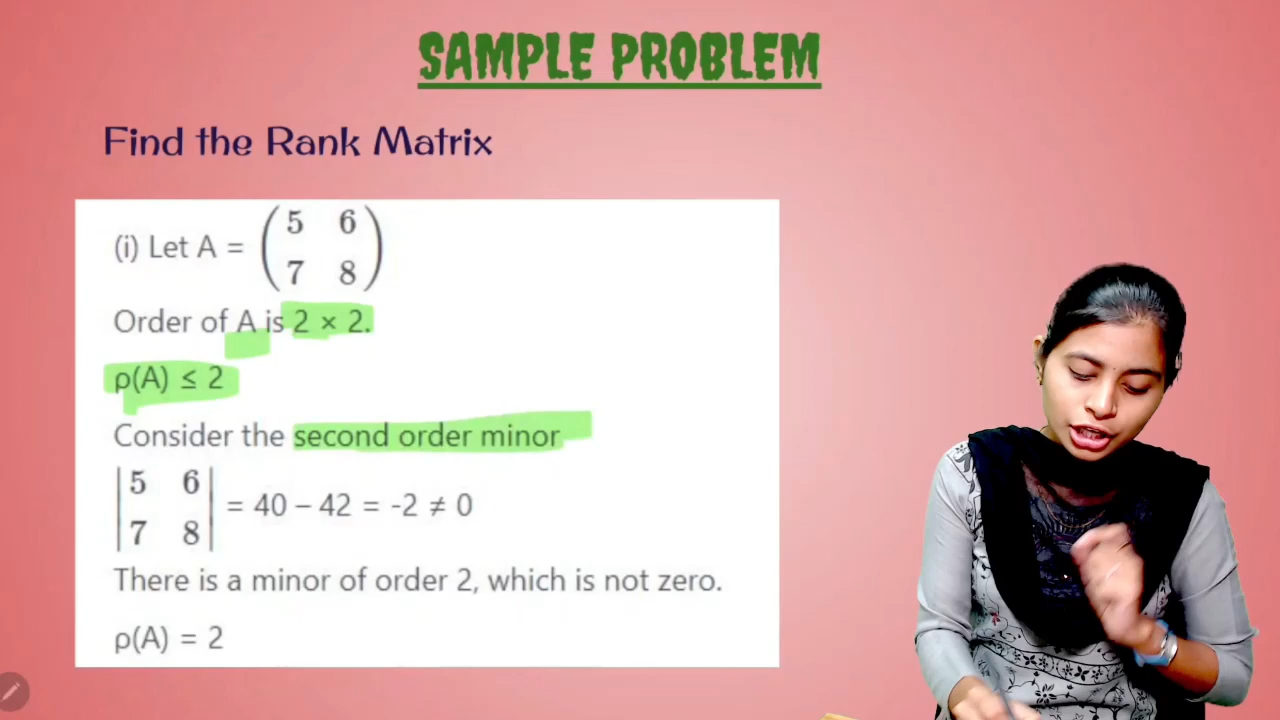 SAMPLE PROBLEM
Find the Rank Matrix
(i) Let A = ( 5 6
7 8 )
Order of A is 2 × 2.
ρ(A) ≤ 2
Consider the second order minor
| 5 6
7 8 | = 40 – 42 = -2 ≠ 0
There is a minor of order 2, which is not zero.
ρ(A) = 2